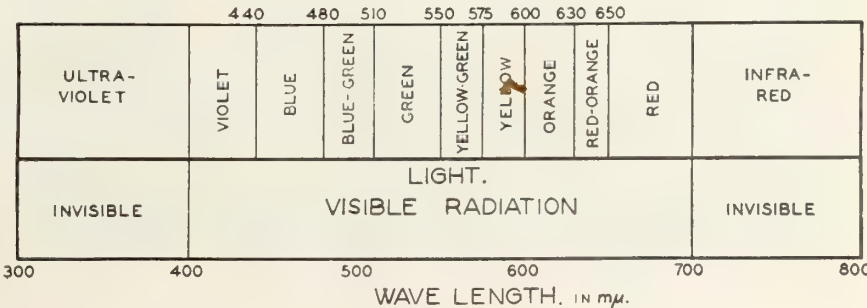 440 480 510 550 575 600 630 650
ULTRA-
VIOLET
VIOLET
BLUE
BLUE-GREEN
GREEN
YELLOW-GREEN
YELLOW
ORANGE
RED-ORANGE
RED
INFRA-
RED
LIGHT.
INVISIBLE VISIBLE RADIATION INVISIBLE
300 400 500 600 700 800
WAVE LENGTH. IN mµ.